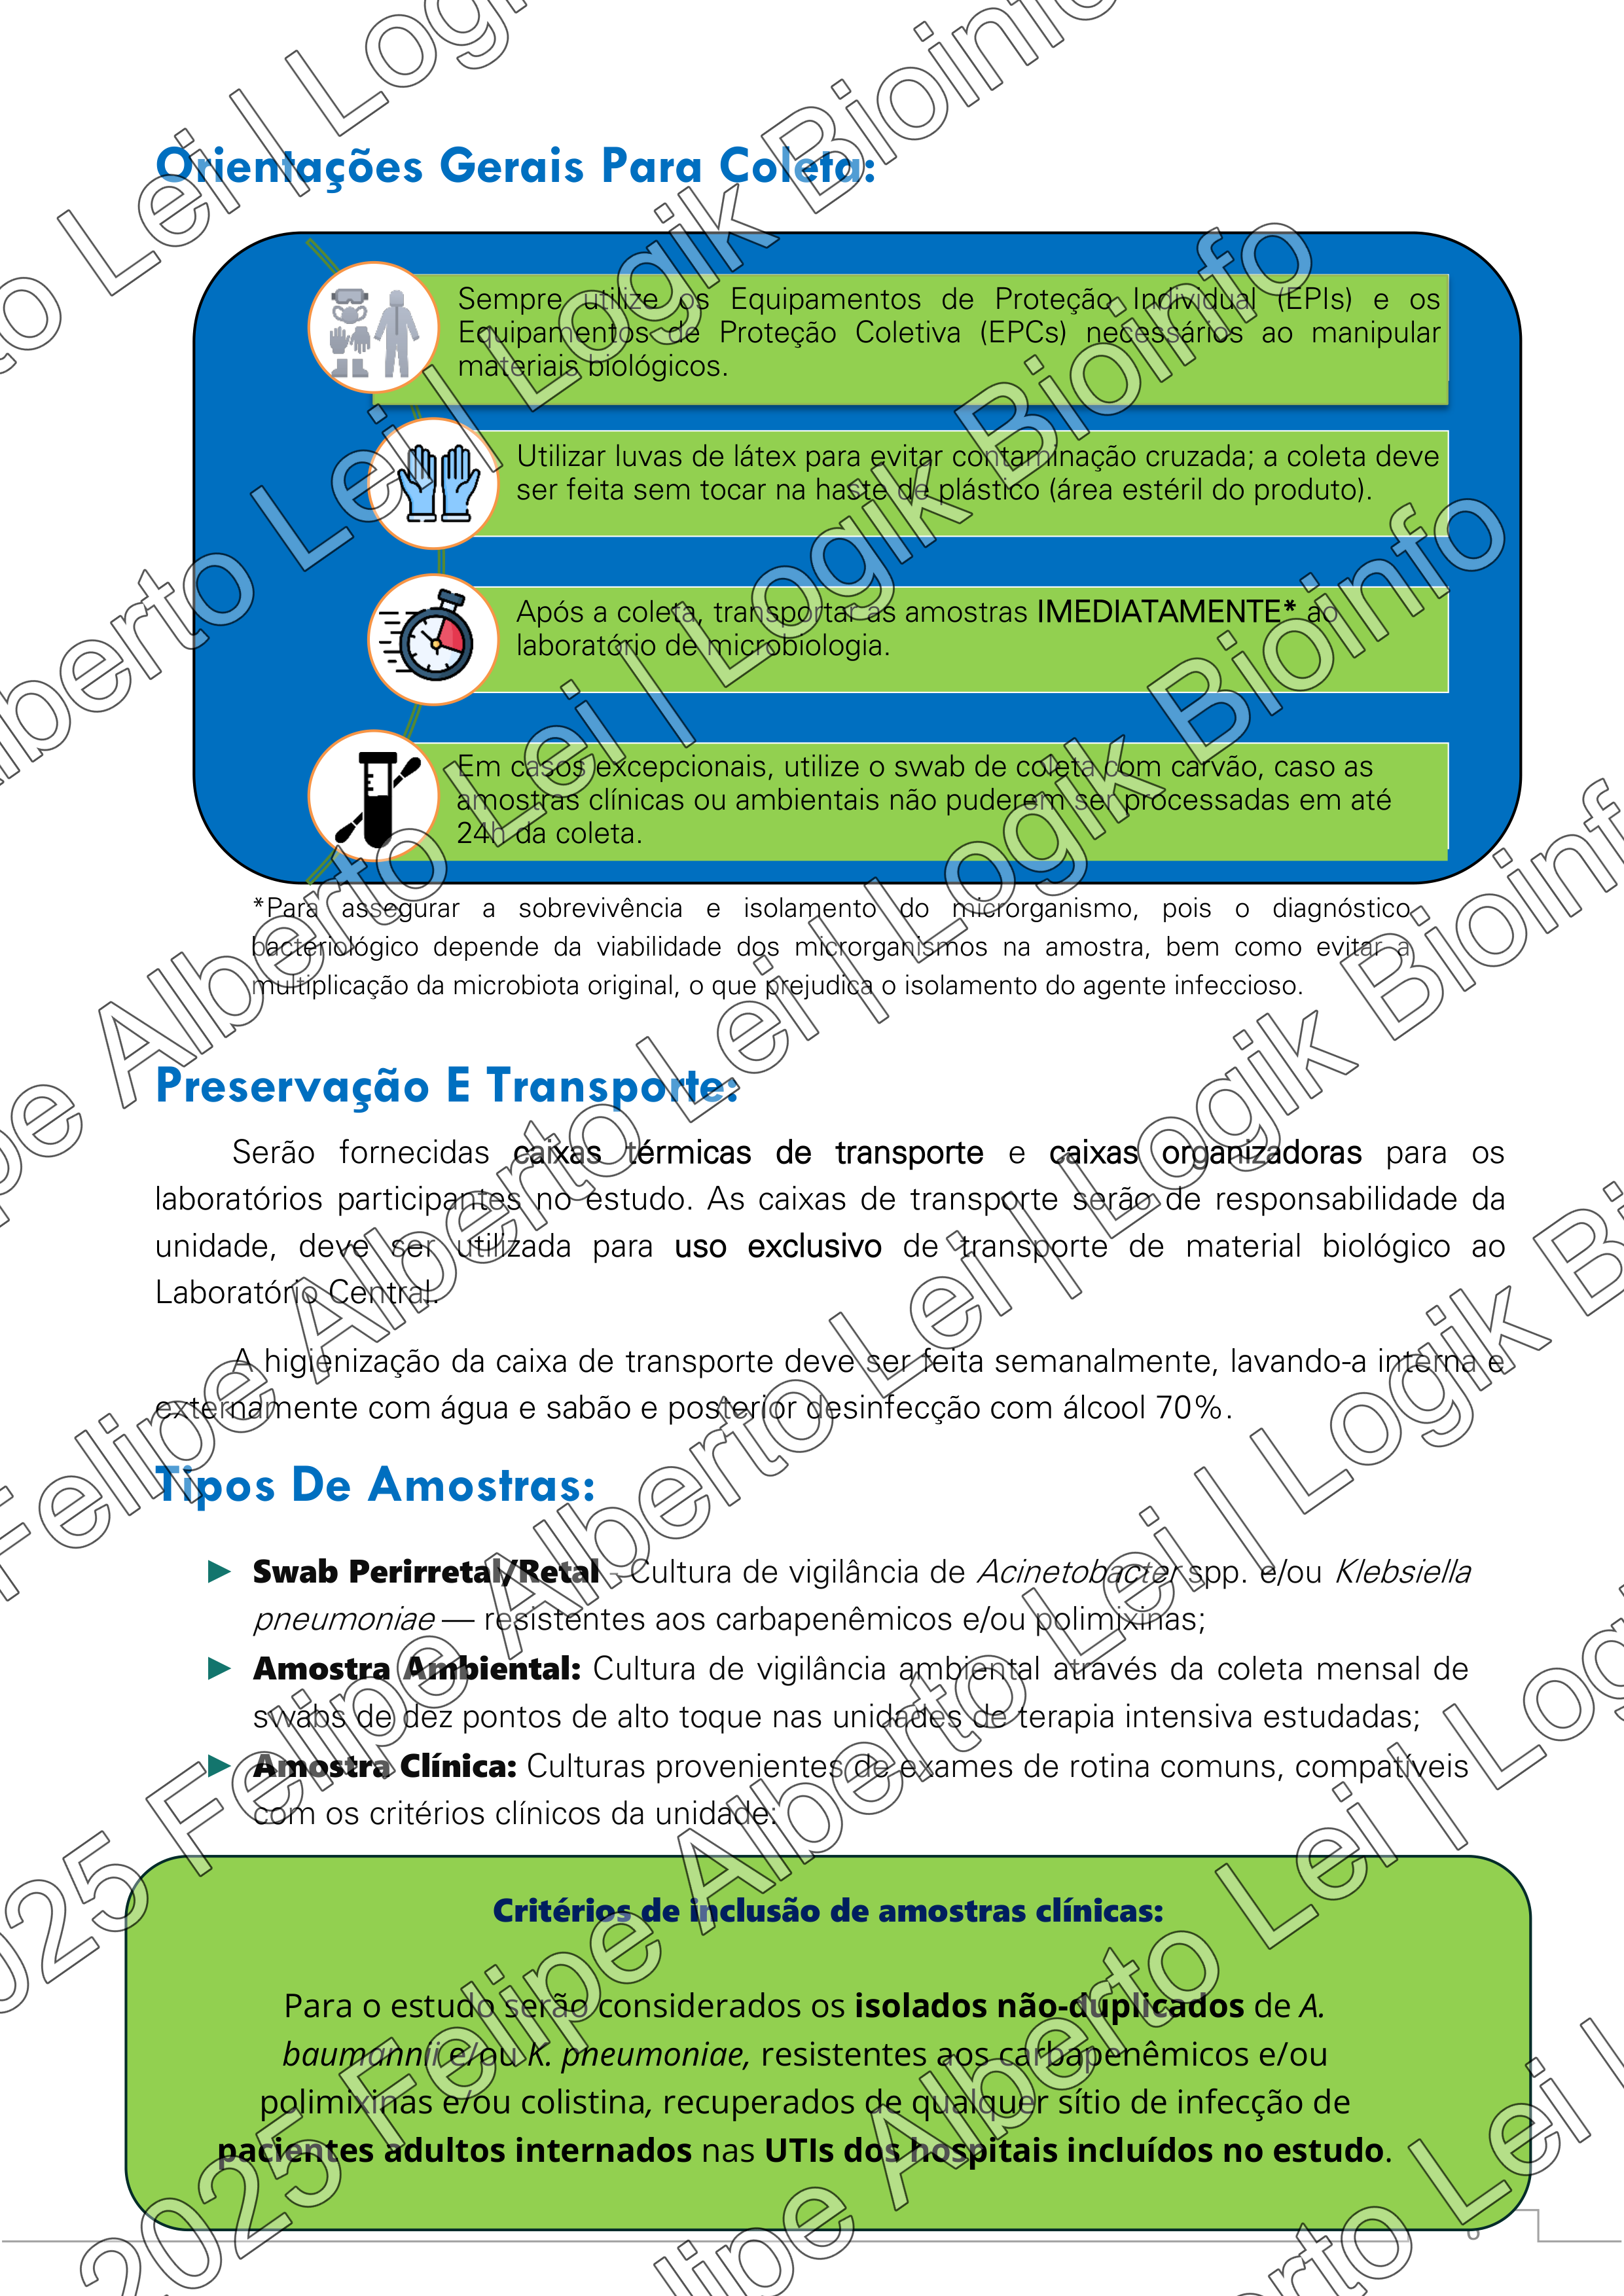 Orientações Gerais Para Coleta:
Sempre utilize os Equipamentos de Proteção Individual (EPIs) e os
Equipamentos de Proteção Coletiva (EPCs) necessários ao manipular
materiais biológicos.
Utilizar luvas de látex para evitar contaminação cruzada; a coleta deve
ser feita sem tocar na haste de plástico (área estéril do produto).
Após a coleta, transportar as amostras IMEDIATAMENTE* ao
laboratório de microbiologia.
Em casos excepcionais, utilize o swab de coleta com carvão, caso as
amostras clínicas ou ambientais não puderem ser processadas em até
24h da coleta.
*Para assegurar a sobrevivência e isolamento do microrganismo, pois o diagnóstico
bacteriológico depende da viabilidade dos microrganismos na amostra, bem como evitar a
multiplicação da microbiota original, o que prejudica o isolamento do agente infeccioso.
Preservação E Transporte:
Serão fornecidas caixas térmicas de transporte e caixas organizadoras para os
laboratórios participantes no estudo. As caixas de transporte serão de responsabilidade da
unidade, deve ser utilizada para uso exclusivo de transporte de material biológico ao
Laboratório Central.
A higienização da caixa de transporte deve ser feita semanalmente, lavando-a interna e
externamente com água e sabão e posterior desinfecção com álcool 70%.
Tipos De Amostras:
► Swab Perirretal/Retal - Cultura de vigilância de Acinetobacter spp. e/ou Klebsiella
pneumoniae — resistentes aos carbapenêmicos e/ou polimixinas;
► Amostra Ambiental: Cultura de vigilância ambiental através da coleta mensal de
swabs de dez pontos de alto toque nas unidades de terapia intensiva estudadas;
► Amostra Clínica: Culturas provenientes de exames de rotina comuns, compatíveis
com os critérios clínicos da unidade:
Critérios de inclusão de amostras clínicas:
Para o estudo serão considerados os isolados não-duplicados de A.
baumannii e/ou K. pneumoniae, resistentes aos carbapenêmicos e/ou
polimixinas e/ou colistina, recuperados de qualquer sítio de infecção de
pacientes adultos internados nas UTIs dos hospitais incluídos no estudo.
2025 Felipe Alberto Lei | Logik Bioinfo